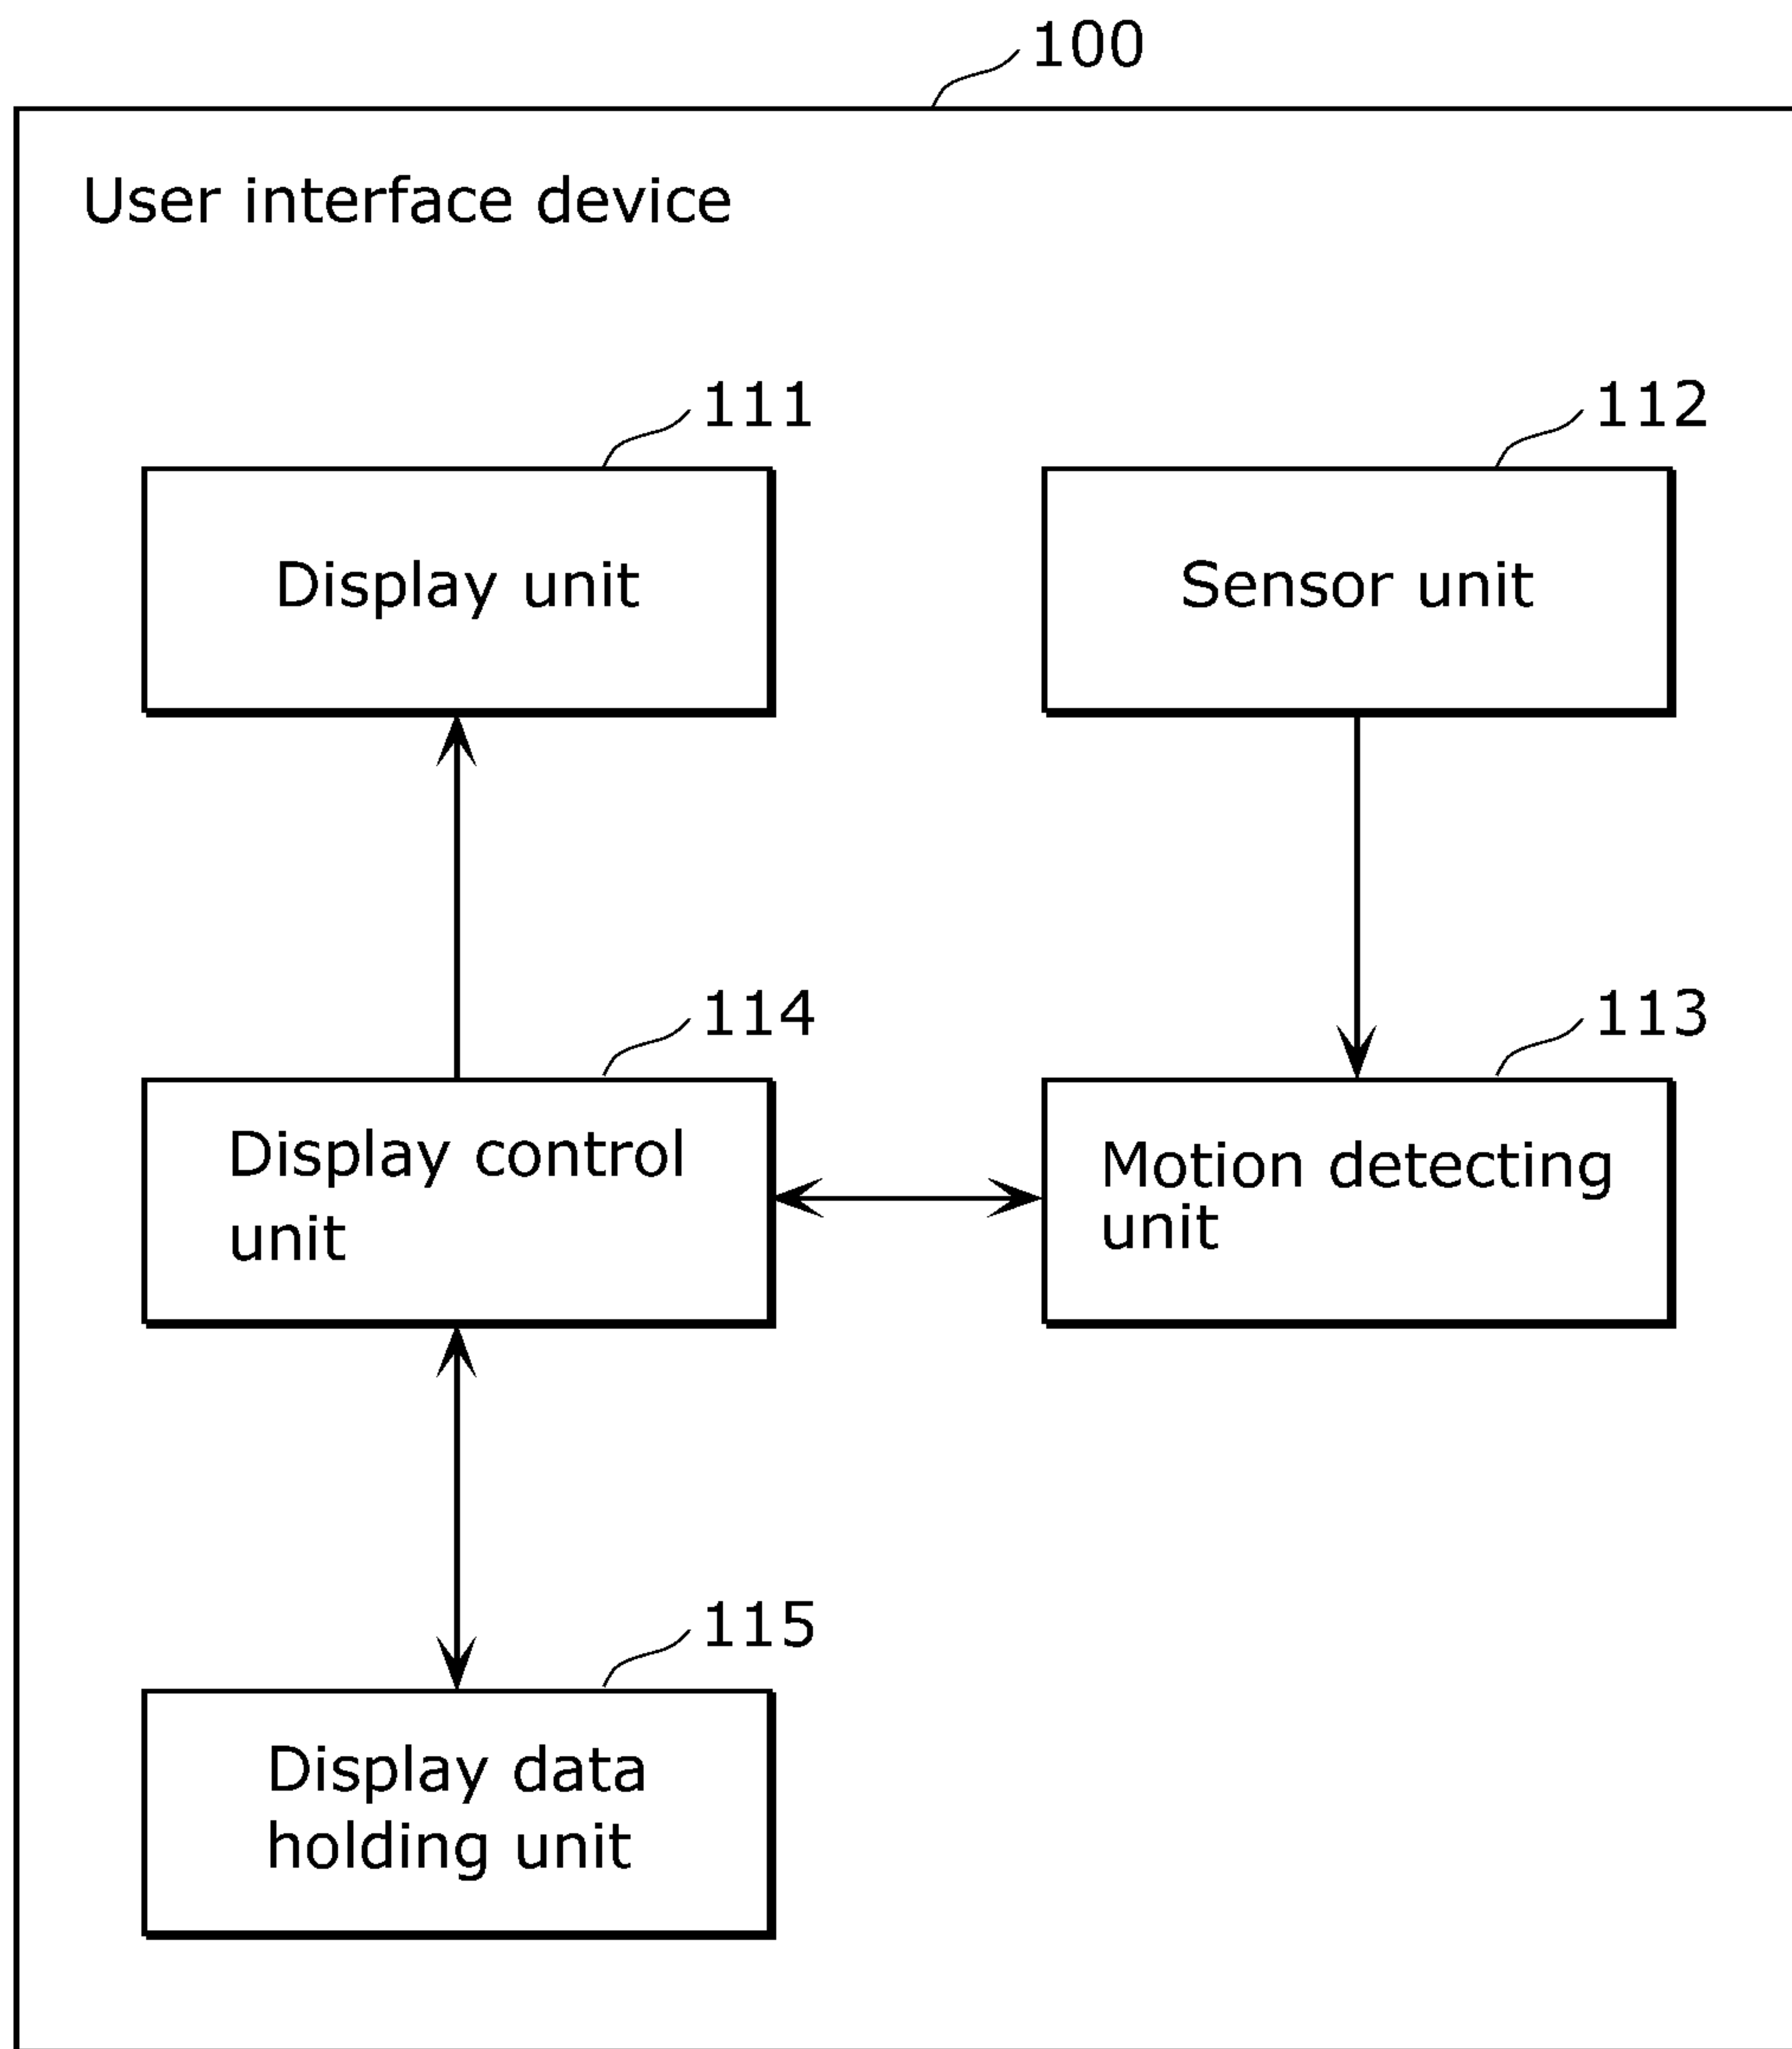 100
User interface device
111
112
Display unit
Sensor unit
114
113
Display control
unit
Motion detecting
unit
115
Display data
holding unit